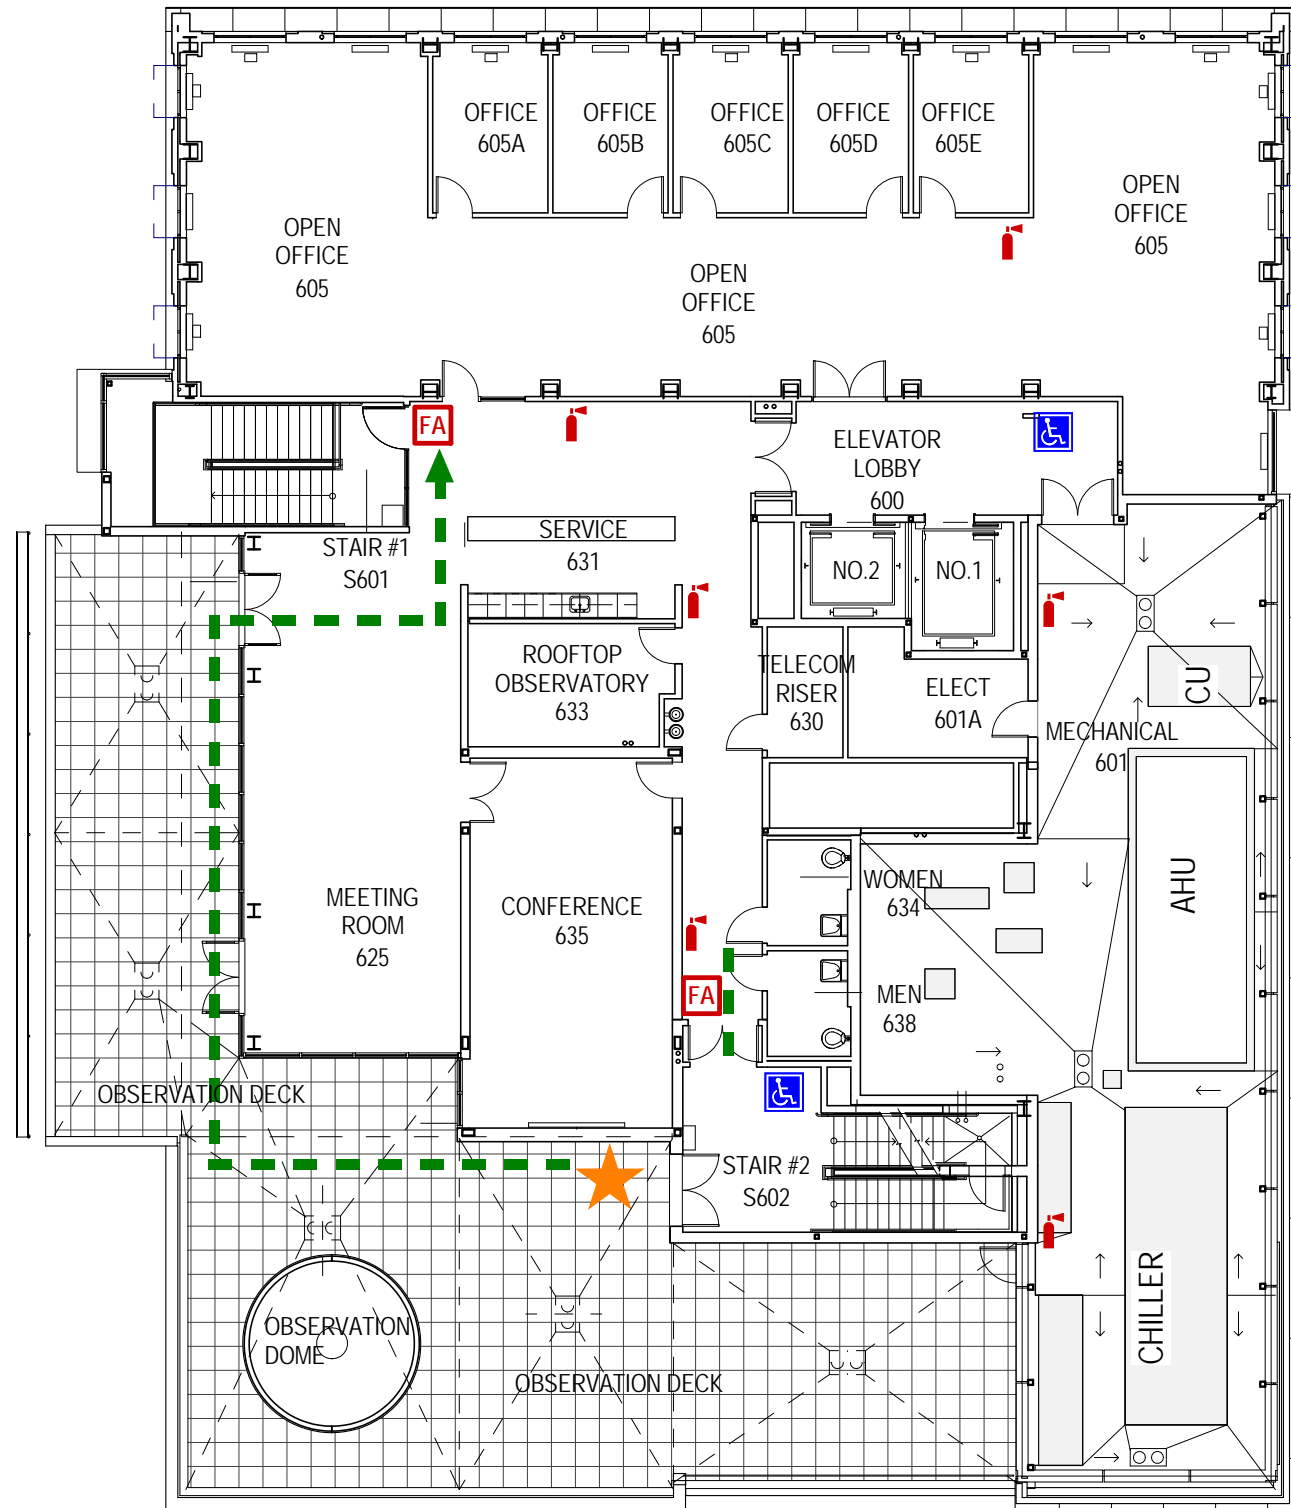 OFFICE
605A
OFFICE
605B
OFFICE
605C
OFFICE
605D
OFFICE
605E
OPEN
OFFICE
605
OPEN
OFFICE
605
OPEN
OFFICE
605
FA
ELEVATOR
LOBBY
600
STAIR #1
S601
SERVICE
631
NO.2
NO.1
ROOFTOP
OBSERVATORY
633
TELECOM
RISER
630
ELECT
601A
CU
MECHANICAL
601
AHU
MEETING
ROOM
625
CONFERENCE
635
WOMEN
634
FA
MEN
638
OBSERVATION DECK
STAIR #2
S602
CHILLER
OBSERVATION
DOME
OBSERVATION DECK